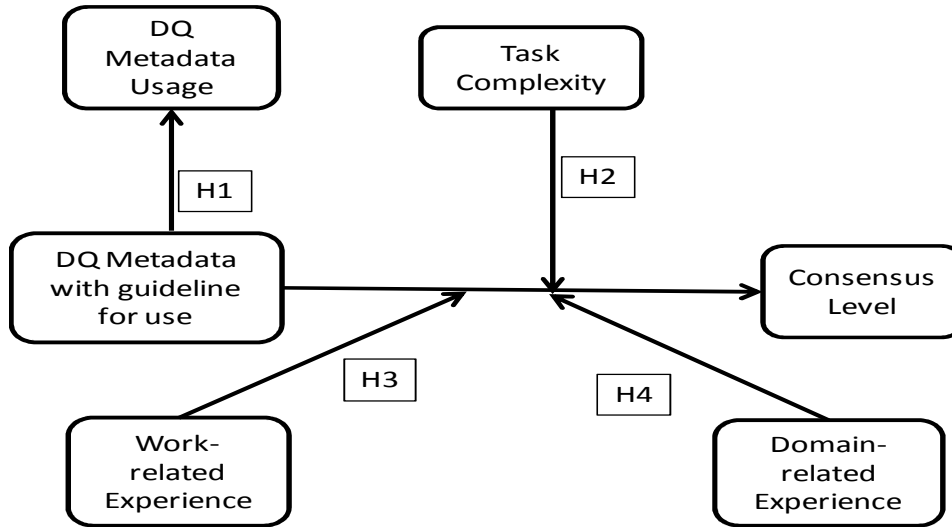 DQ
Metadata
Usage
Task
Complexity
H1
H2
DQ Metadata
with guideline
for use
Consensus
Level
H3
H4
Work-
related
Experience
Domain-
related
Experience